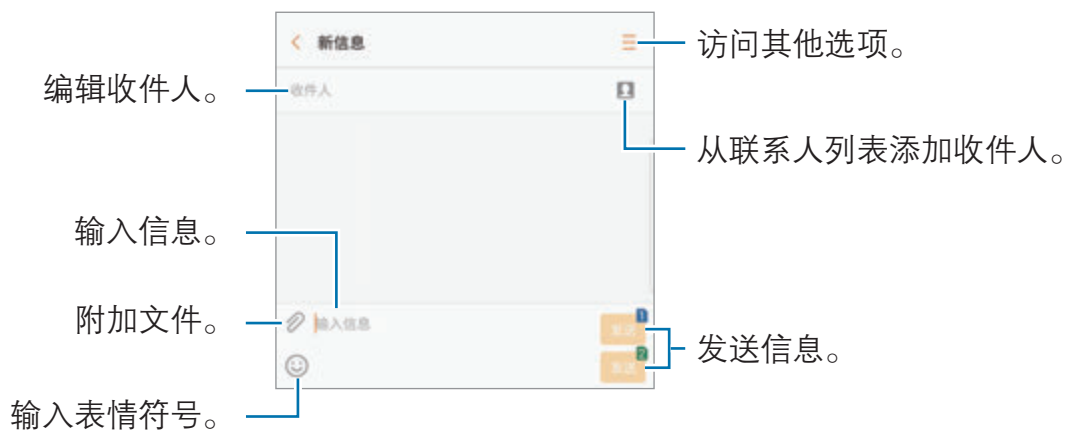 新信息
访问其他选项。
编辑收件人。
收件人
从联系人列表添加收件人。
输入信息。
附加文件。
输入信息
1
发送
发送信息。
2
发送
输入表情符号。